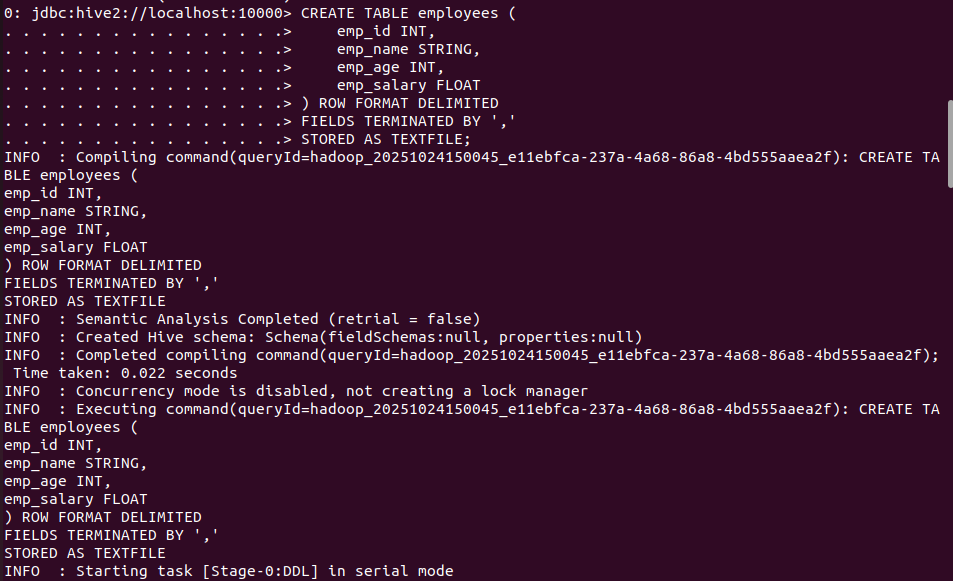 0: jdbc:hive2://localhost:10000> CREATE TABLE employees (
. . . . . . . . . . . . . . . .>     emp_id INT,
. . . . . . . . . . . . . . . .>     emp_name STRING,
. . . . . . . . . . . . . . . .>     emp_age INT,
. . . . . . . . . . . . . . . .>     emp_salary FLOAT
. . . . . . . . . . . . . . . .> ) ROW FORMAT DELIMITED
. . . . . . . . . . . . . . . .> FIELDS TERMINATED BY ','
. . . . . . . . . . . . . . . .> STORED AS TEXTFILE;
INFO  : Compiling command(queryId=hadoop_20251024150045_e11ebfca-237a-4a68-86a8-4bd555aaea2f): CREATE TA
BLE employees (
emp_id INT,
emp_name STRING,
emp_age INT,
emp_salary FLOAT
) ROW FORMAT DELIMITED
FIELDS TERMINATED BY ','
STORED AS TEXTFILE
INFO  : Semantic Analysis Completed (retrial = false)
INFO  : Created Hive schema: Schema(fieldSchemas:null, properties:null)
INFO  : Completed compiling command(queryId=hadoop_20251024150045_e11ebfca-237a-4a68-86a8-4bd555aaea2f);
 Time taken: 0.022 seconds
INFO  : Concurrency mode is disabled, not creating a lock manager
INFO  : Executing command(queryId=hadoop_20251024150045_e11ebfca-237a-4a68-86a8-4bd555aaea2f): CREATE TA
BLE employees (
emp_id INT,
emp_name STRING,
emp_age INT,
emp_salary FLOAT
) ROW FORMAT DELIMITED
FIELDS TERMINATED BY ','
STORED AS TEXTFILE
INFO  : Starting task [Stage-0:DDL] in serial mode